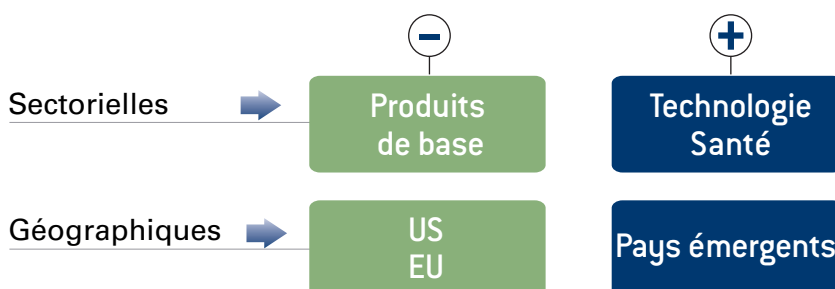 Sectorielles
Produits
de base
Technologie
Santé
Géographiques
US
EU
Pays émergents